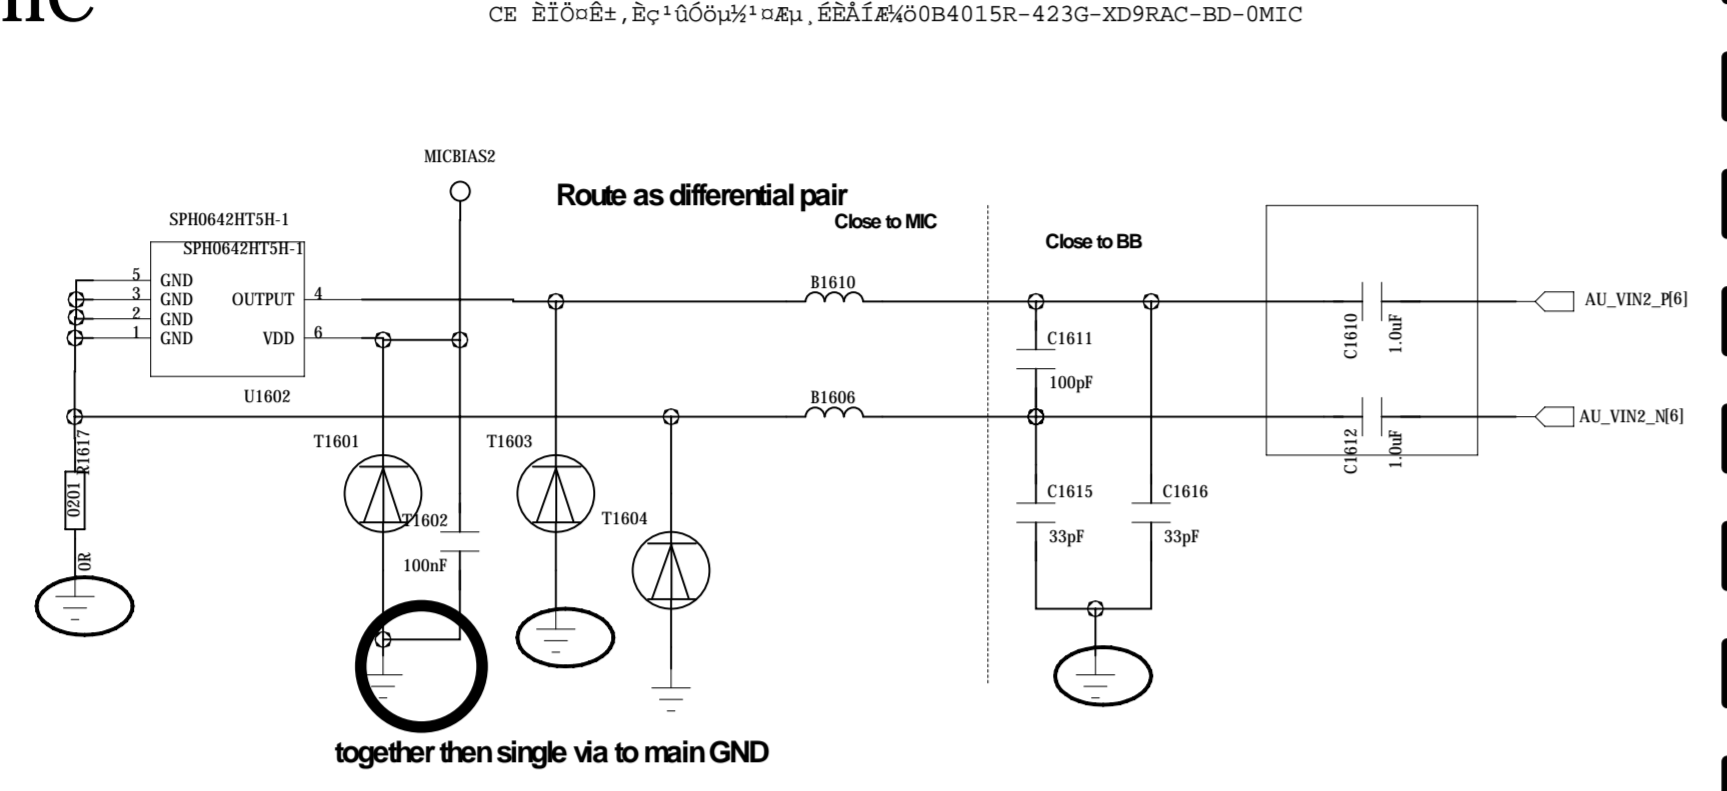 CE ÈÏÖ¤Ê±,Èç¹ûÓöµ½¹¤Æµ¸ÉÈÅÍÆ¼ö0B4015R-423G-XD9RAC-BD-0MIC
MICBIAS2
Route as differential pair
Close to MIC
Close to BB
SPH0642HT5H-1
SPH0642HT5H-1
5 GND
3 GND OUTPUT 4
2 GND
1 GND VDD 6
U1602
B1610
AU_VIN2_P[6]
C1610
1.0uF
C1611
100pF
B1606
AU_VIN2_N[6]
C1612
1.0uF
R1617
0201
0R
T1601
T1602
100nF
T1603
T1604
C1615
33pF
C1616
33pF
together then single via to main GND